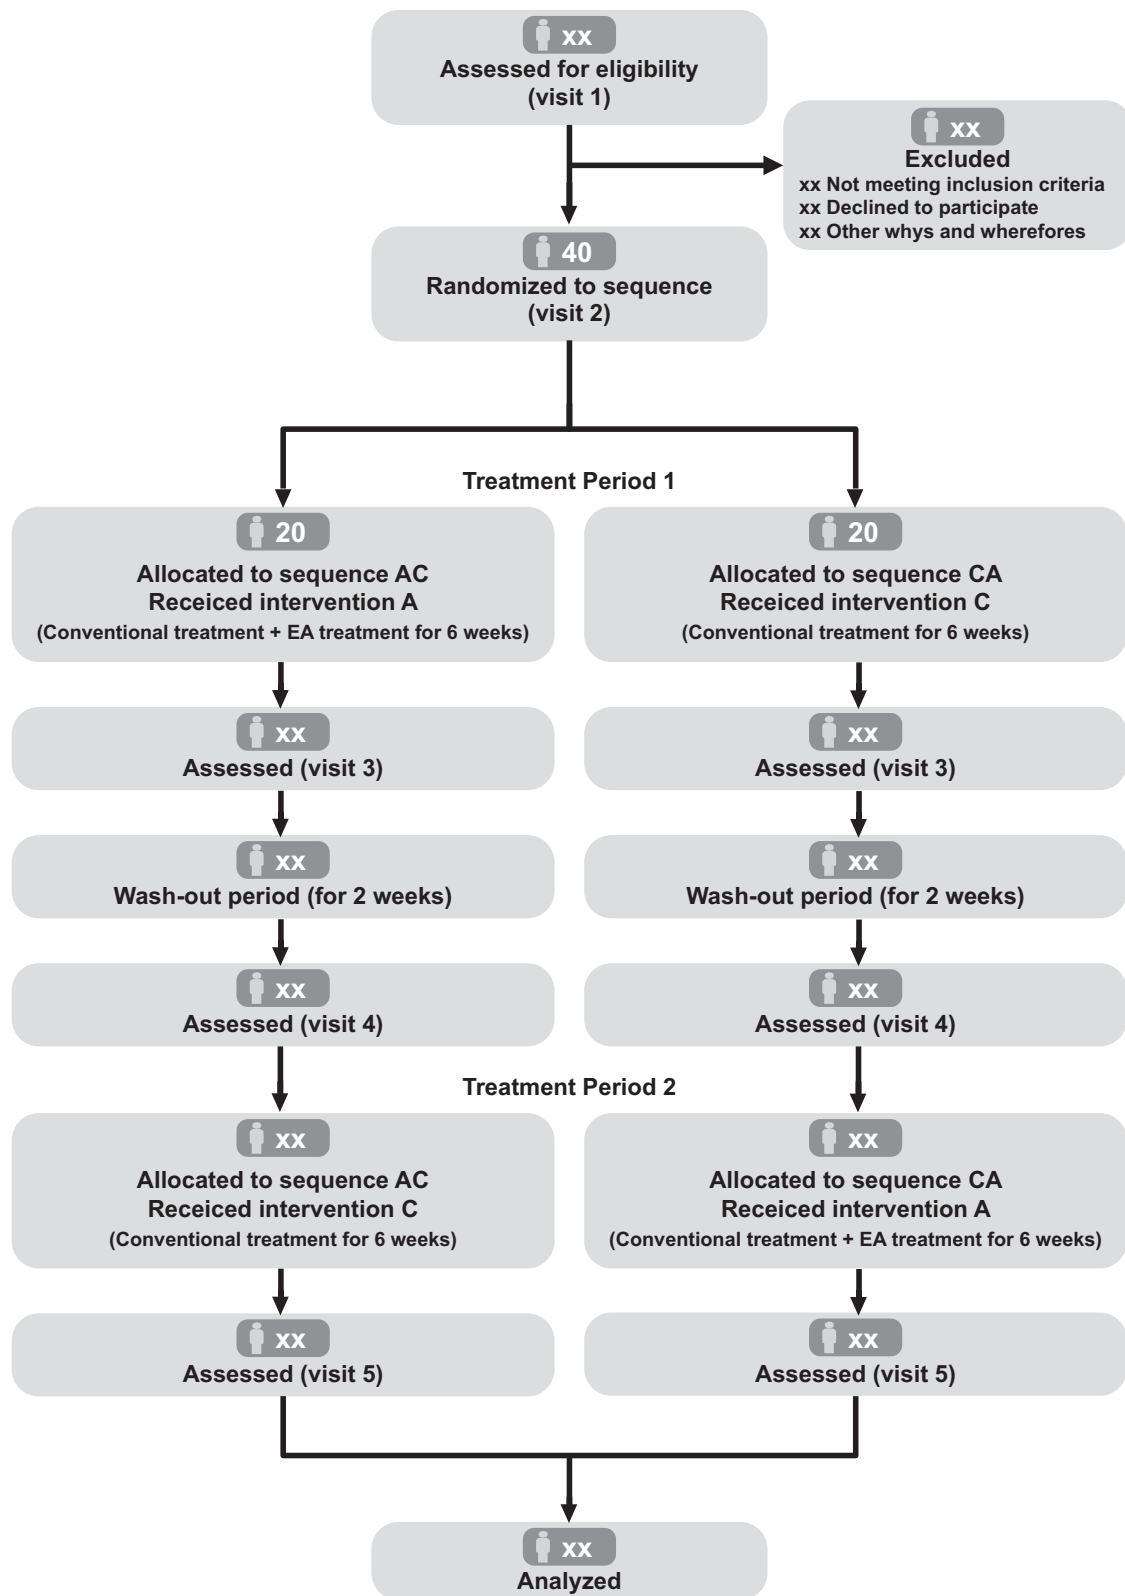 xx
Assessed for eligibility
(visit 1)
xx
Excluded
xx Not meeting inclusion criteria
xx Declined to participate
xx Other whys and wherefores
40
Randomized to sequence
(visit 2)
Treatment Period 1
20
Allocated to sequence AC
Receiced intervention A
(Conventional treatment + EA treatment for 6 weeks)
20
Allocated to sequence CA
Receiced intervention C
(Conventional treatment for 6 weeks)
xx
Assessed (visit 3)
xx
Assessed (visit 3)
xx
Wash-out period (for 2 weeks)
xx
Wash-out period (for 2 weeks)
xx
Assessed (visit 4)
xx
Assessed (visit 4)
Treatment Period 2
xx
Allocated to sequence AC
Receiced intervention C
(Conventional treatment for 6 weeks)
xx
Allocated to sequence CA
Receiced intervention A
(Conventional treatment + EA treatment for 6 weeks)
xx
Assessed (visit 5)
xx
Assessed (visit 5)
xx
Analyzed